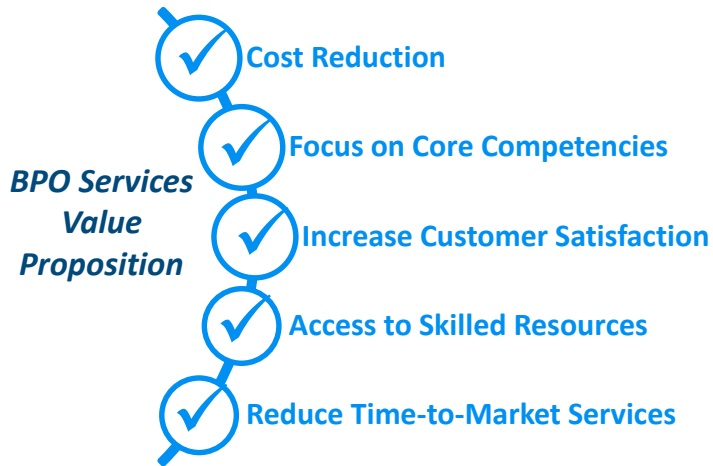 BPO Services
Value
Proposition
Cost Reduction
Focus on Core Competencies
Increase Customer Satisfaction
Access to Skilled Resources
Reduce Time-to-Market Services